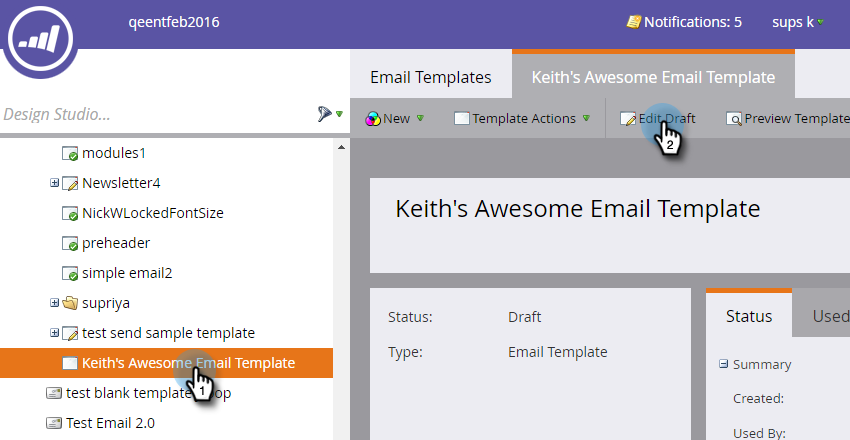 qeentfeb2016
Notifications: 5
sups k
Design Studio...
Email Templates
Keith's Awesome Email Template
New
Template Actions
Edit Draft
Preview Template
2
modules1
Newsletter4
NickWLockedFontSize
preheader
simple email2
supriya
test send sample template
Keith's Awesome Email Template
1
test blank template op
Test Email 2.0
Keith's Awesome Email Template
Status: Draft
Type: Email Template
Status
Used
Summary
Created:
Used By: